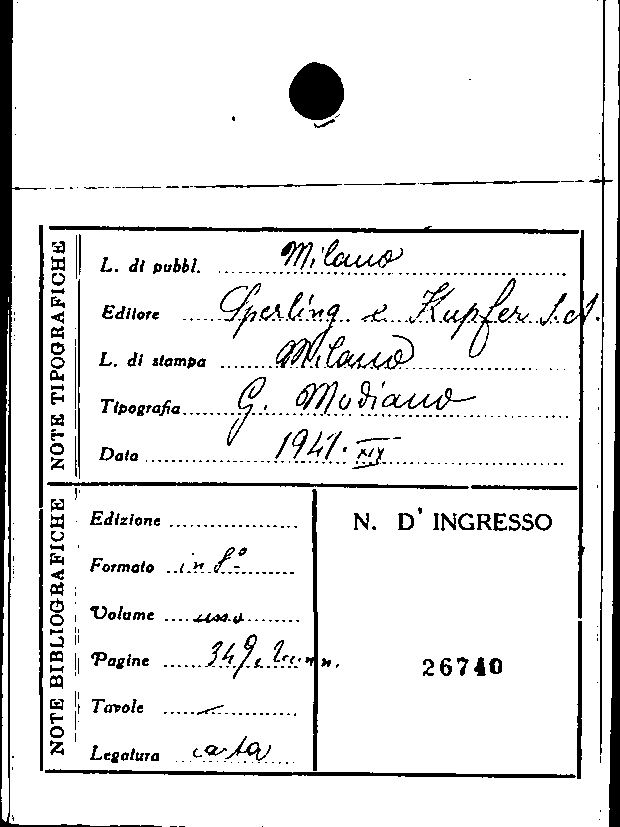 NOTE TIPOGRAFICHE
L. di pubbl. Milano
Editore Sperling e Kupfer S.A.
L. di stampa Milano
Tipografia G. Modiano
Data 1941. XIX
NOTE BIBLIOGRAFICHE
Edizione
Formato in 8°
Volume uno
Pagine 349, n.n.
Tavole —
Legatura carta
N. D' INGRESSO
26740